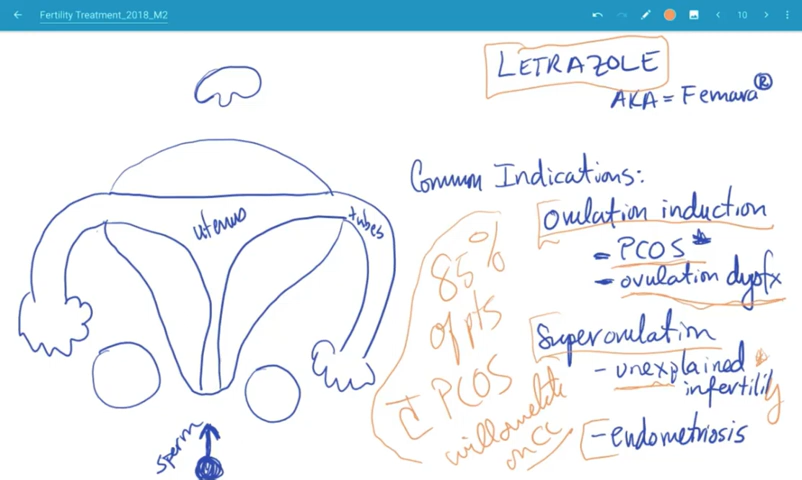 Fertility Treatment_2018_M2
10
LETRAZOLE
AKA = Femara®
Common Indications:
Ovulation induction
- PCOS *
- ovulation dysfx
Superovulation
- unexplained
infertility
- endometriosis
85%
of pts
PCOS
will ovulate
on CC
uterus
tubes
sperm